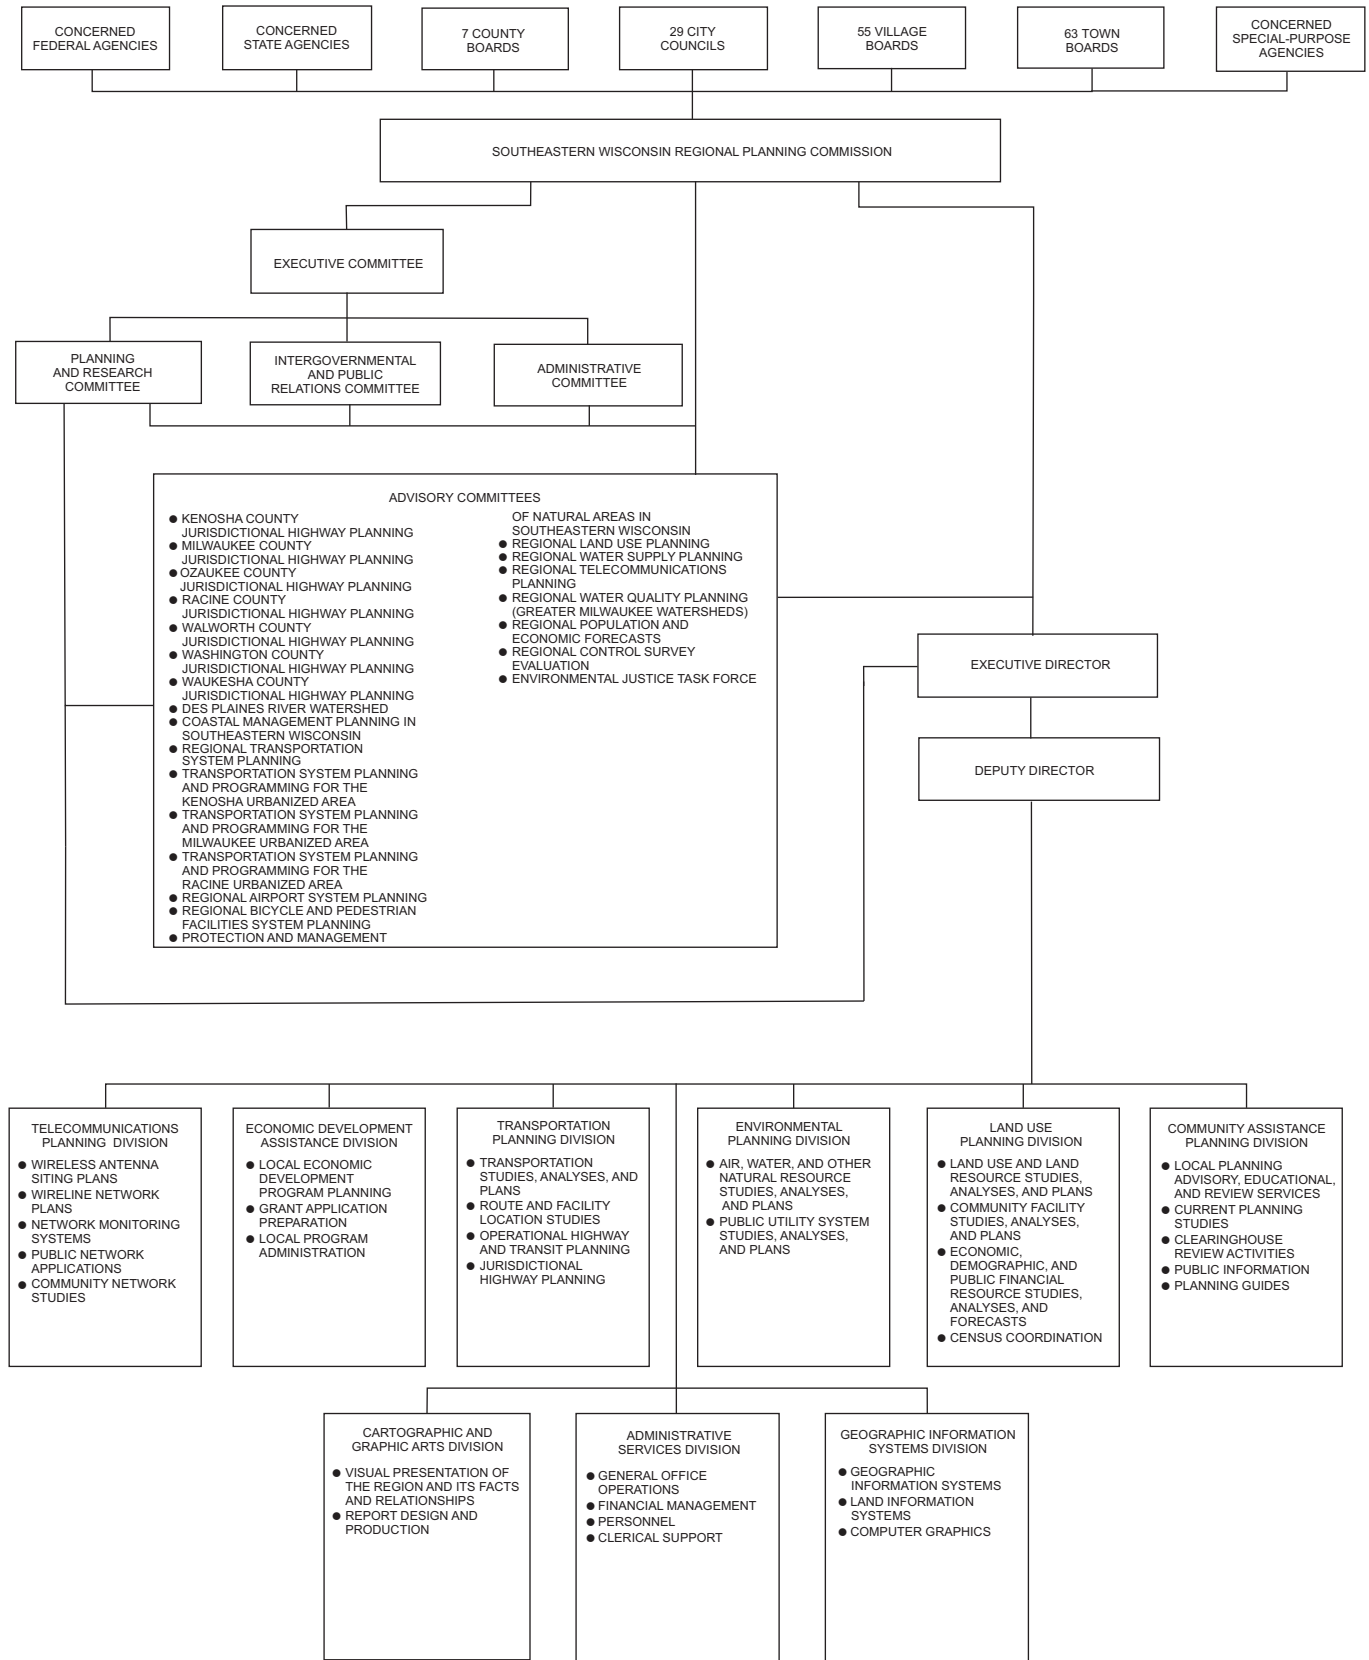 CONCERNED
FEDERAL AGENCIES
CONCERNED
STATE AGENCIES
7 COUNTY
BOARDS
29 CITY
COUNCILS
55 VILLAGE
BOARDS
63 TOWN
BOARDS
CONCERNED
SPECIAL-PURPOSE
AGENCIES
SOUTHEASTERN WISCONSIN REGIONAL PLANNING COMMISSION
EXECUTIVE COMMITTEE
PLANNING
AND RESEARCH
COMMITTEE
INTERGOVERNMENTAL
AND PUBLIC
RELATIONS COMMITTEE
ADMINISTRATIVE
COMMITTEE
ADVISORY COMMITTEES
● KENOSHA COUNTY
JURISDICTIONAL HIGHWAY PLANNING
● MILWAUKEE COUNTY
JURISDICTIONAL HIGHWAY PLANNING
● OZAUKEE COUNTY
JURISDICTIONAL HIGHWAY PLANNING
● RACINE COUNTY
JURISDICTIONAL HIGHWAY PLANNING
● WALWORTH COUNTY
JURISDICTIONAL HIGHWAY PLANNING
● WASHINGTON COUNTY
JURISDICTIONAL HIGHWAY PLANNING
● WAUKESHA COUNTY
JURISDICTIONAL HIGHWAY PLANNING
● DES PLAINES RIVER WATERSHED
● COASTAL MANAGEMENT PLANNING IN
SOUTHEASTERN WISCONSIN
● REGIONAL TRANSPORTATION
SYSTEM PLANNING
● TRANSPORTATION SYSTEM PLANNING
AND PROGRAMMING FOR THE
KENOSHA URBANIZED AREA
● TRANSPORTATION SYSTEM PLANNING
AND PROGRAMMING FOR THE
MILWAUKEE URBANIZED AREA
● TRANSPORTATION SYSTEM PLANNING
AND PROGRAMMING FOR THE
RACINE URBANIZED AREA
● REGIONAL AIRPORT SYSTEM PLANNING
● REGIONAL BICYCLE AND PEDESTRIAN
FACILITIES SYSTEM PLANNING
● PROTECTION AND MANAGEMENT
OF NATURAL AREAS IN
SOUTHEASTERN WISCONSIN
● REGIONAL LAND USE PLANNING
● REGIONAL WATER SUPPLY PLANNING
● REGIONAL TELECOMMUNICATIONS
PLANNING
● REGIONAL WATER QUALITY PLANNING
(GREATER MILWAUKEE WATERSHEDS)
● REGIONAL POPULATION AND
ECONOMIC FORECASTS
● REGIONAL CONTROL SURVEY
EVALUATION
● ENVIRONMENTAL JUSTICE TASK FORCE
EXECUTIVE DIRECTOR
DEPUTY DIRECTOR
TELECOMMUNICATIONS
PLANNING DIVISION
● WIRELESS ANTENNA
SITING PLANS
● WIRELINE NETWORK
PLANS
● NETWORK MONITORING
SYSTEMS
● PUBLIC NETWORK
APPLICATIONS
● COMMUNITY NETWORK
STUDIES
ECONOMIC DEVELOPMENT
ASSISTANCE DIVISION
● LOCAL ECONOMIC
DEVELOPMENT
PROGRAM PLANNING
● GRANT APPLICATION
PREPARATION
● LOCAL PROGRAM
ADMINISTRATION
TRANSPORTATION
PLANNING DIVISION
● TRANSPORTATION
STUDIES, ANALYSES, AND
PLANS
● ROUTE AND FACILITY
LOCATION STUDIES
● OPERATIONAL HIGHWAY
AND TRANSIT PLANNING
● JURISDICTIONAL
HIGHWAY PLANNING
ENVIRONMENTAL
PLANNING DIVISION
● AIR, WATER, AND OTHER
NATURAL RESOURCE
STUDIES, ANALYSES,
AND PLANS
● PUBLIC UTILITY SYSTEM
STUDIES, ANALYSES,
AND PLANS
LAND USE
PLANNING DIVISION
● LAND USE AND LAND
RESOURCE STUDIES,
ANALYSES, AND PLANS
● COMMUNITY FACILITY
STUDIES, ANALYSES,
AND PLANS
● ECONOMIC,
DEMOGRAPHIC, AND
PUBLIC FINANCIAL
RESOURCE STUDIES,
ANALYSES, AND
FORECASTS
● CENSUS COORDINATION
COMMUNITY ASSISTANCE
PLANNING DIVISION
● LOCAL PLANNING
ADVISORY, EDUCATIONAL,
AND REVIEW SERVICES
● CURRENT PLANNING
STUDIES
● CLEARINGHOUSE
REVIEW ACTIVITIES
● PUBLIC INFORMATION
● PLANNING GUIDES
CARTOGRAPHIC AND
GRAPHIC ARTS DIVISION
● VISUAL PRESENTATION OF
THE REGION AND ITS FACTS
AND RELATIONSHIPS
● REPORT DESIGN AND
PRODUCTION
ADMINISTRATIVE
SERVICES DIVISION
● GENERAL OFFICE
OPERATIONS
● FINANCIAL MANAGEMENT
● PERSONNEL
● CLERICAL SUPPORT
GEOGRAPHIC INFORMATION
SYSTEMS DIVISION
● GEOGRAPHIC
INFORMATION SYSTEMS
● LAND INFORMATION
SYSTEMS
● COMPUTER GRAPHICS